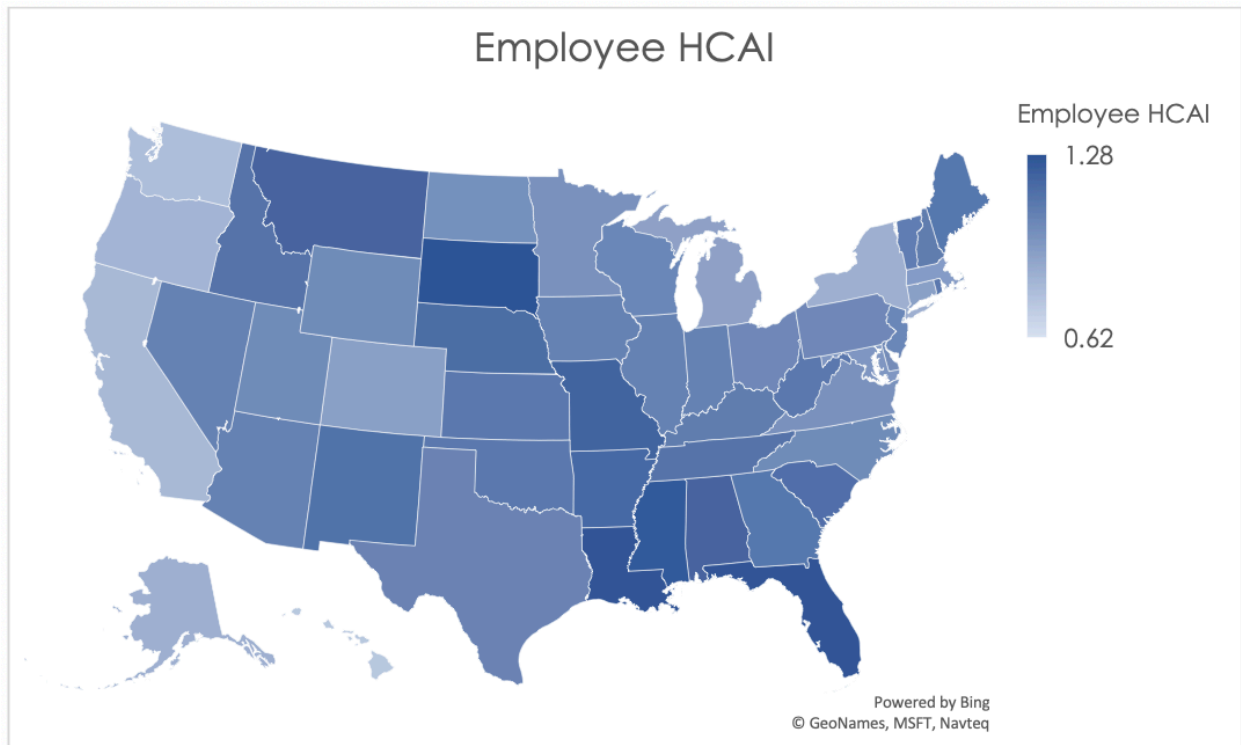 Employee HCAI
Employee HCAI
1.28
0.62
Powered by Bing
© GeoNames, MSFT, Navteq